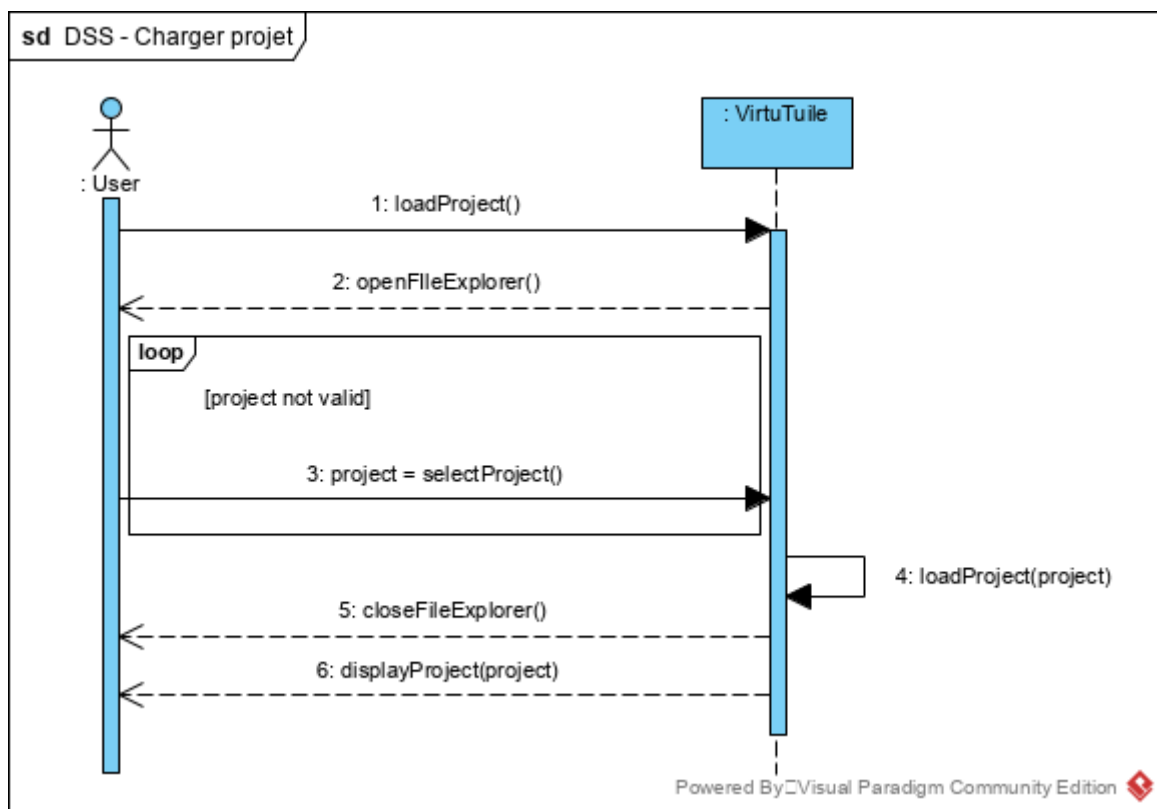 sd DSS - Charger projet
: VirtuTuile
: User
1: loadProject()
2: openFIleExplorer()
loop
[project not valid]
3: project = selectProject()
4: loadProject(project)
5: closeFileExplorer()
6: displayProject(project)
Powered By□Visual Paradigm Community Edition